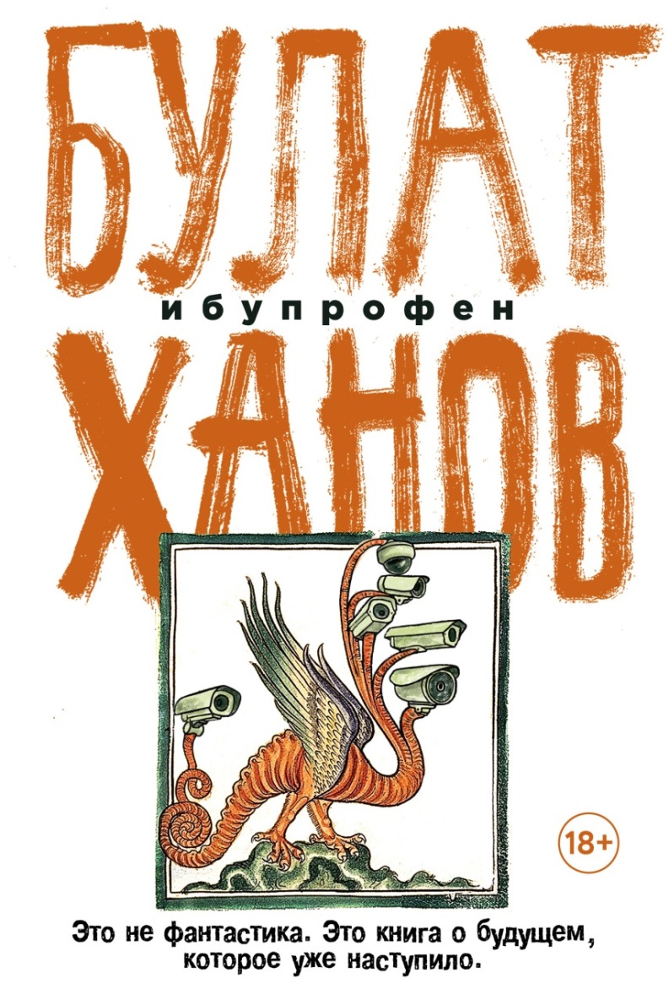 БУЛАТ
ибупрофен
ХАНОВ
18+
Это не фантастика. Это книга о будущем,
которое уже наступило.